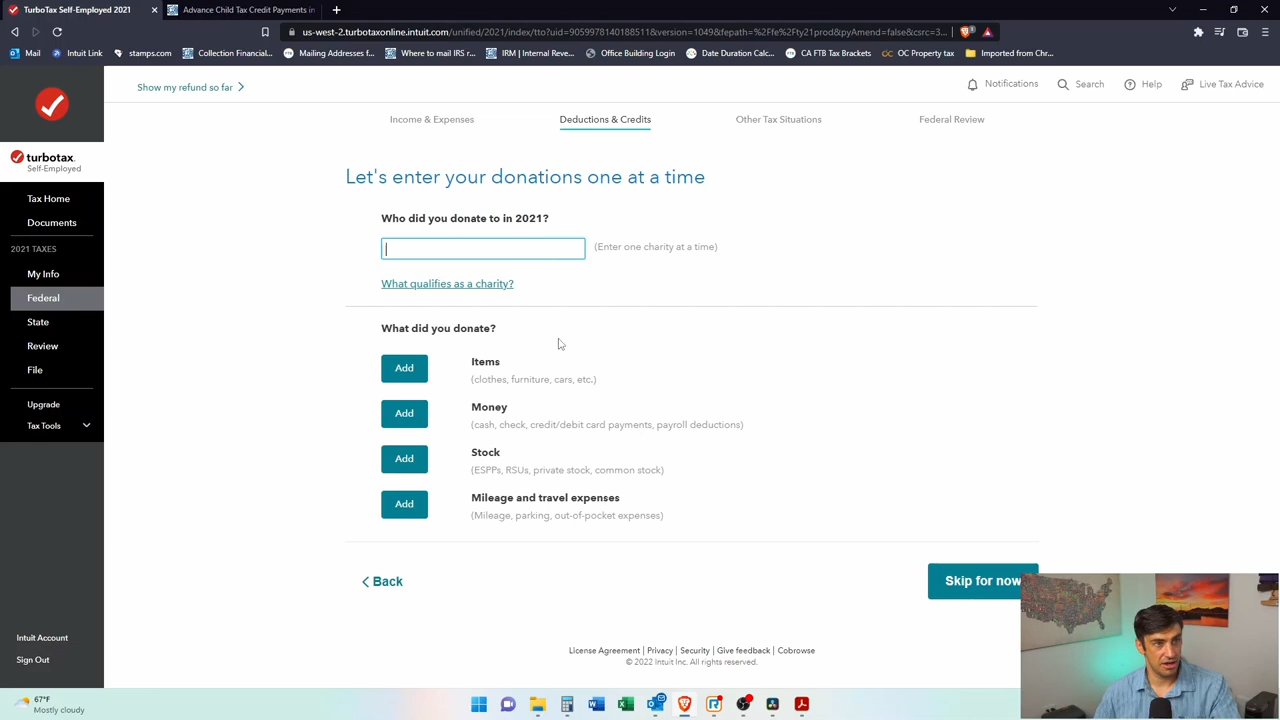 TurboTax Self-Employed 2021
Advance Child Tax Credit Payments in
us-west-2.turbotaxonline.intuit.com/unified/2021/index/tto?uid=9059978140188511&version=1049&fepath=%2ffe%2fty21prod&pyAmend=false&csrc=3...
Mail
Intuit Link
stamps.com
Collection Financial...
Mailing Addresses f...
Where to mail IRS r...
IRM Introduction - R...
Office Building Login
Date Duration Calc...
CA FTB Tax Brackets
OC Property tax
Imported from Chr...
Show my refund so far
Notifications
Search
Help
Live Tax Advice
Income & Expenses
Deductions & Credits
Other Tax Situations
Federal Review
turbotax
Self-Employed
Tax Home
Documents
2021 TAXES
My Info
Federal
State
Review
File
Upgrade
Tax Tools
Intuit Account
Sign Out
Let's enter your donations one at a time
Who did you donate to in 2021?
(Enter one charity at a time)
What qualifies as a charity?
What did you donate?
Add
Items
(clothes, furniture, cars, etc.)
Add
Money
(cash, check, credit/debit card payments, payroll deductions)
Add
Stock
(ESPPs, RSUs, private stock, common stock)
Add
Mileage and travel expenses
(Mileage, parking, out-of-pocket expenses)
Back
Skip for now
License Agreement | Privacy | Security | Give feedback | Cobrowse
© 2022 Intuit Inc. All rights reserved.
67°F
Mostly cloudy